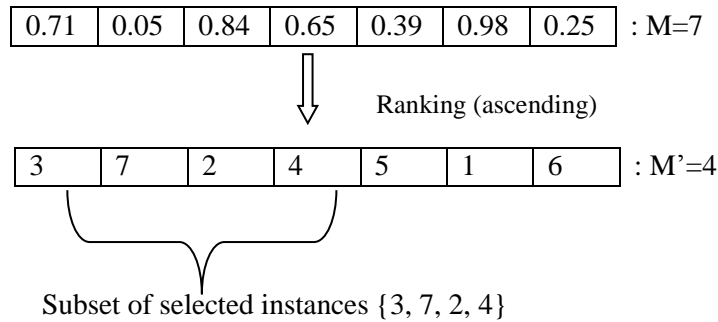 0.71 0.05 0.84 0.65 0.39 0.98 0.25 : M=7
Ranking (ascending)
3 7 2 4 5 1 6 : M’=4
Subset of selected instances {3, 7, 2, 4}